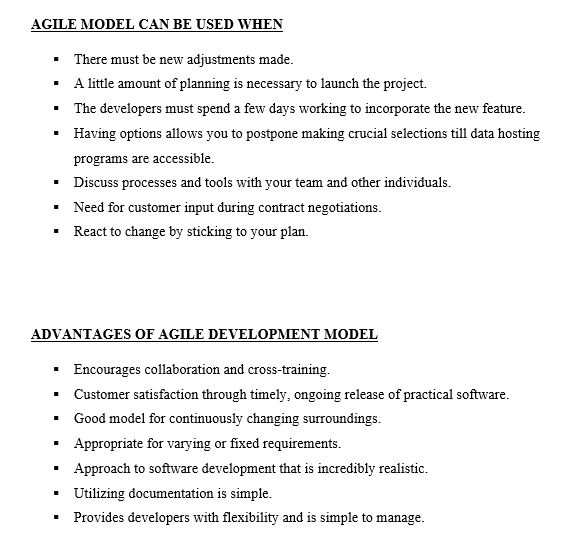 AGILE MODEL CAN BE USED WHEN
▪ There must be new adjustments made.
▪ A little amount of planning is necessary to launch the project.
▪ The developers must spend a few days working to incorporate the new feature.
▪ Having options allows you to postpone making crucial selections till data hosting
programs are accessible.
▪ Discuss processes and tools with your team and other individuals.
▪ Need for customer input during contract negotiations.
▪ React to change by sticking to your plan.
ADVANTAGES OF AGILE DEVELOPMENT MODEL
▪ Encourages collaboration and cross-training.
▪ Customer satisfaction through timely, ongoing release of practical software.
▪ Good model for continuously changing surroundings.
▪ Appropriate for varying or fixed requirements.
▪ Approach to software development that is incredibly realistic.
▪ Utilizing documentation is simple.
▪ Provides developers with flexibility and is simple to manage.